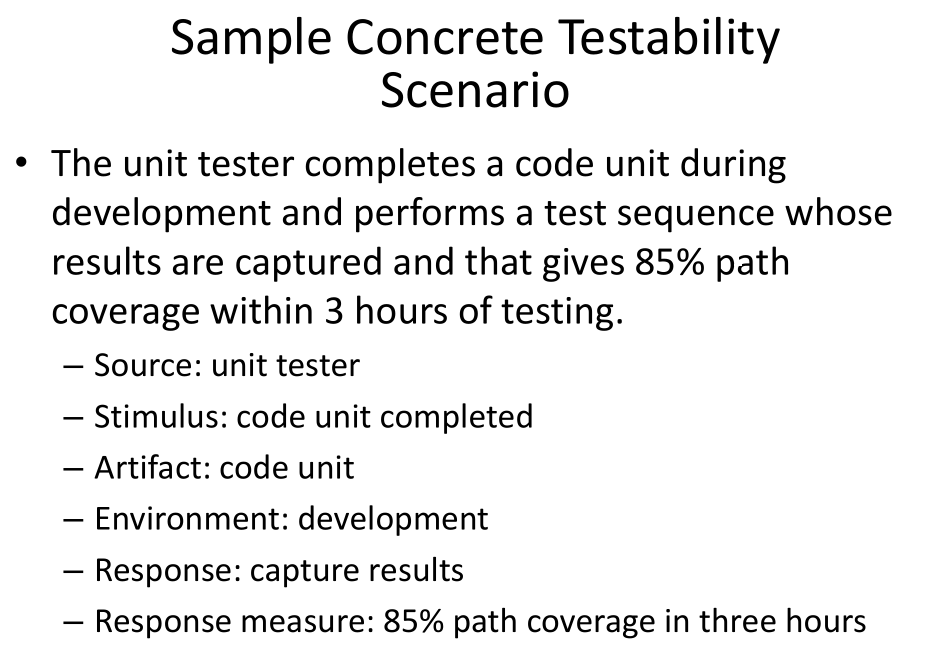 Sample Concrete Testability
Scenario
• The unit tester completes a code unit during
development and performs a test sequence whose
results are captured and that gives 85% path
coverage within 3 hours of testing.
– Source: unit tester
– Stimulus: code unit completed
– Artifact: code unit
– Environment: development
– Response: capture results
– Response measure: 85% path coverage in three hours